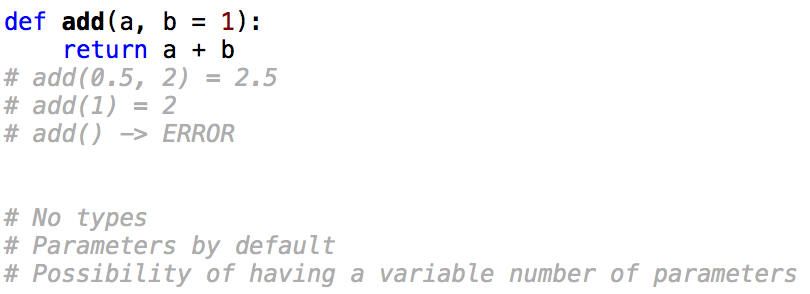 def add(a, b = 1):
    return a + b
# add(0.5, 2) = 2.5
# add(1) = 2
# add() -> ERROR
# No types
# Parameters by default
# Possibility of having a variable number of parameters